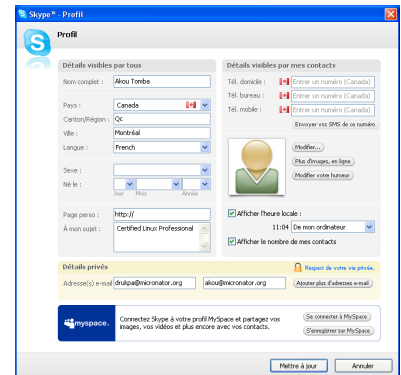 Skype™ - Profil
Profil
Détails visibles par tous
Nom complet : Akou Tomba
Pays : Canada
Canton/Région : Qc
Ville : Montréal
Langue : French
Sexe :
Né le :
Jour Mois Année
Page perso : http://
À mon sujet : Certified Linux Professional
Détails visibles par mes contacts
Tél. domicile : Entrer un numéro (Canada)
Tél. bureau : Entrer un numéro (Canada)
Tél. mobile : Entrer un numéro (Canada)
Envoyer vos SMS de ce numéro
Modifier...
Plus d'images, en ligne
Modifier votre humeur
Afficher l'heure locale :
11:04 De mon ordinateur
Afficher le nombre de mes contacts
Détails privés
Respect de votre vie privée.
Adresse(s) e-mail drulpa@micronator.org akou@micronator.org Ajouter plus d'adresses e-mail
myspace.
Connectez Skype à votre profil MySpace et partagez vos
images, vos vidéos et plus encore avec vos contacts.
Se connecter à MySpace
S'enregistrer sur MySpace
Mettre à jour Annuler